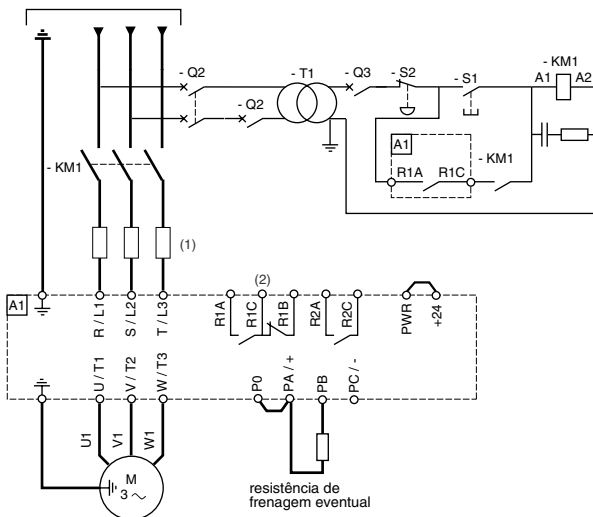 - Q2
- T1
- Q3
- S2
- S1
- KM1
A1
A2
- Q2
A1
- KM1
R1A
R1C
- KM1
(1)
(2)
A1
R / L1
S / L2
T / L3
R1A
R1C
R1B
R2A
R2C
PWR
+24
U / T1
V / T2
W / T3
P0
PA / +
PB
PC / -
U1
V1
W1
M
3 ~
resistência de
frenagem eventual